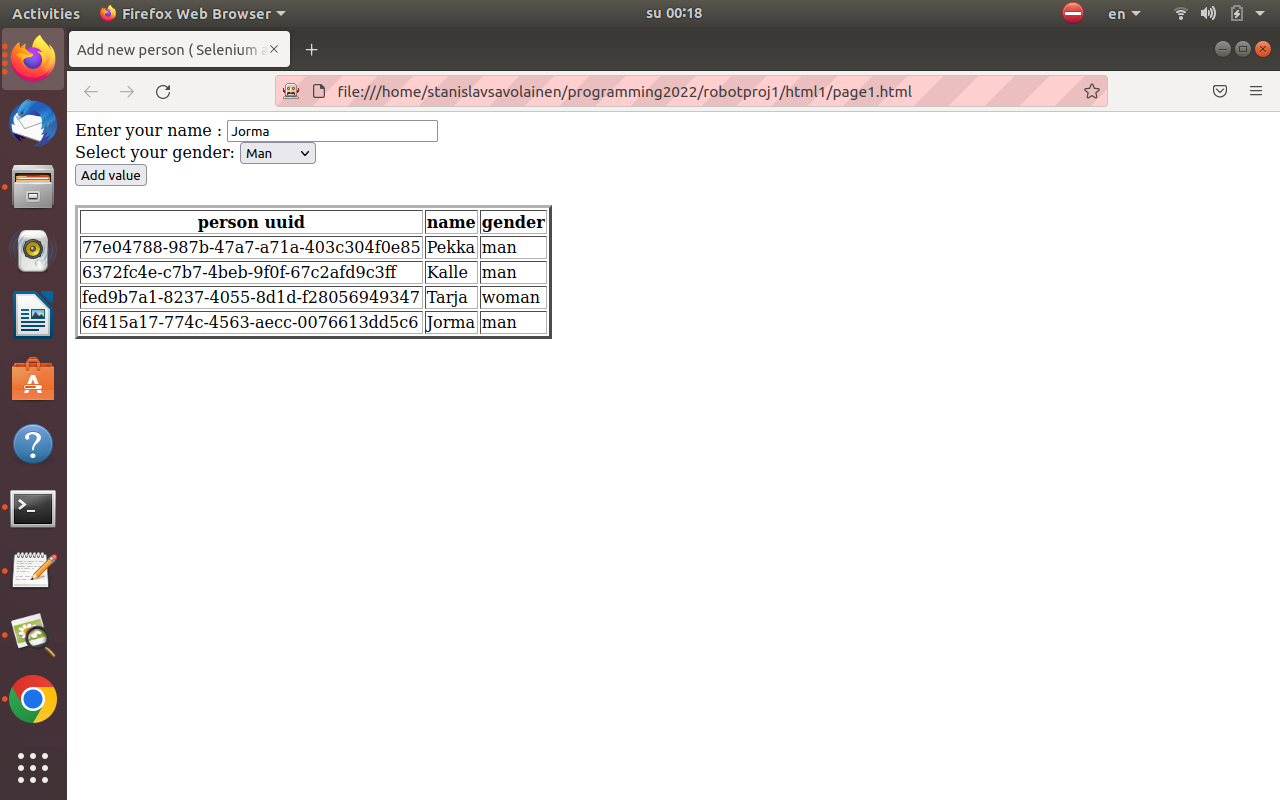 Activities Firefox Web Browser su 00:18 en
Add new person ( Selenium a
file:///home/stanislavsavolainen/programming2022/robotproj1/html1/page1.html
Enter your name : Jorma
Select your gender: Man
Add value
person uuid name gender
77e04788-987b-47a7-a71a-403c304f0e85 Pekka man
6372fc4e-c7b7-4beb-9f0f-67c2afd9c3ff Kalle man
fed9b7a1-8237-4055-8d1d-f28056949347 Tarja woman
6f415a17-774c-4563-aecc-0076613dd5c6 Jorma man